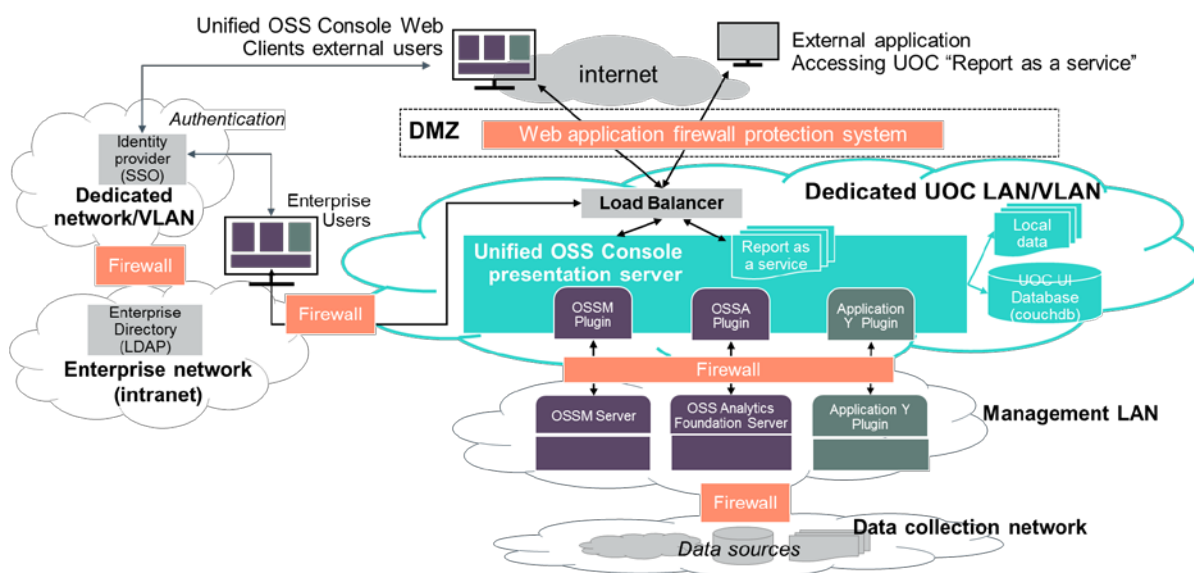 Unified OSS Console Web
Clients external users
internet
External application
Accessing UOC “Report as a service”
DMZ
Web application firewall protection system
Authentication
Identity
provider
(SSO)
Dedicated
network/VLAN
Enterprise
Users
Load Balancer
Dedicated UOC LAN/VLAN
Unified OSS Console
presentation server
Report as
a service
Local
data
UOC UI
Database
(couchdb)
Firewall
Firewall
Enterprise
Directory
(LDAP)
Enterprise network
(intranet)
OSSM
Plugin
OSSA
Plugin
Application
Y Plugin
Firewall
OSSM Server
OSS Analytics
Foundation Server
Application Y
Plugin
Management LAN
Firewall
Data collection network
Data sources